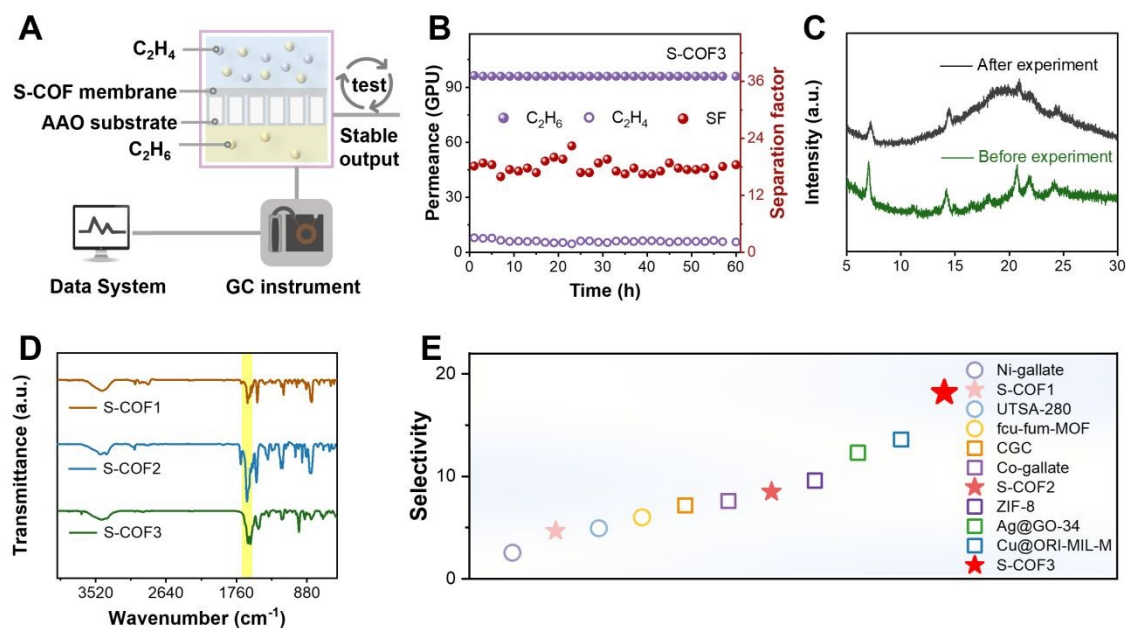 A
C₂H₄
S-COF membrane
AAO substrate
C₂H₆
test
Stable
output
Data System
GC instrument
B
S-COF3
Permeance (GPU)
90
60
30
0
C₂H₆
C₂H₄
SF
36
24
12
0
Separation factor
0
10
20
30
40
50
60
Time (h)
C
Intensity (a.u.)
After experiment
Before experiment
5
10
15
20
25
30
D
Transmittance (a.u.)
S-COF1
S-COF2
S-COF3
3520
2640
1760
880
Wavenumber (cm⁻¹)
E
Selectivity
20
10
0
Ni-gallate
S-COF1
UTSA-280
fcu-fum-MOF
CGC
Co-gallate
S-COF2
ZIF-8
Ag@GO-34
Cu@ORI-MIL-M
S-COF3